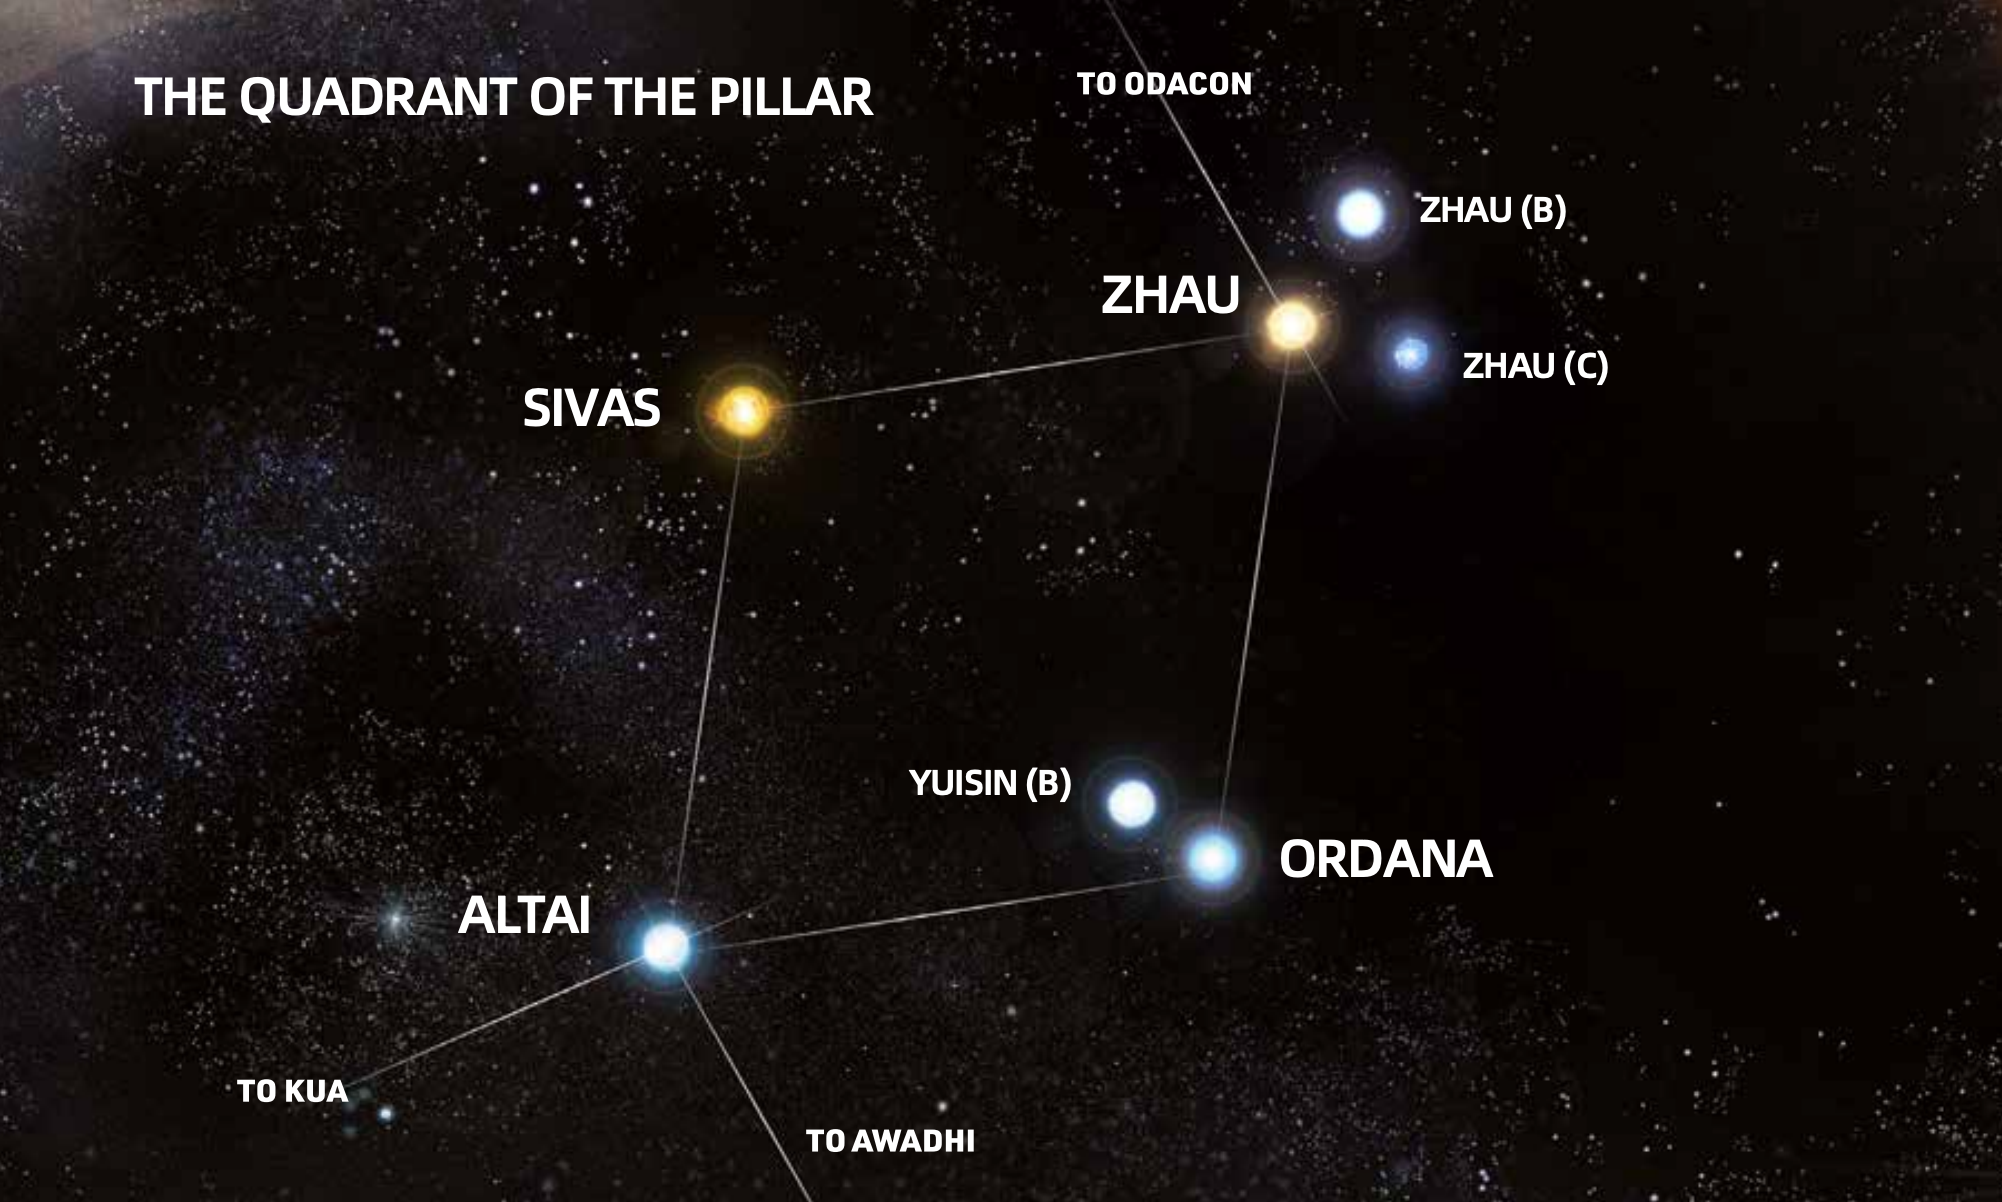 THE QUADRANT OF THE PILLAR
TO ODACON
ZHAU (B)
ZHAU
ZHAU (C)
SIVAS
YUISIN (B)
ORDANA
ALTAI
TO KUA
TO AWADHI